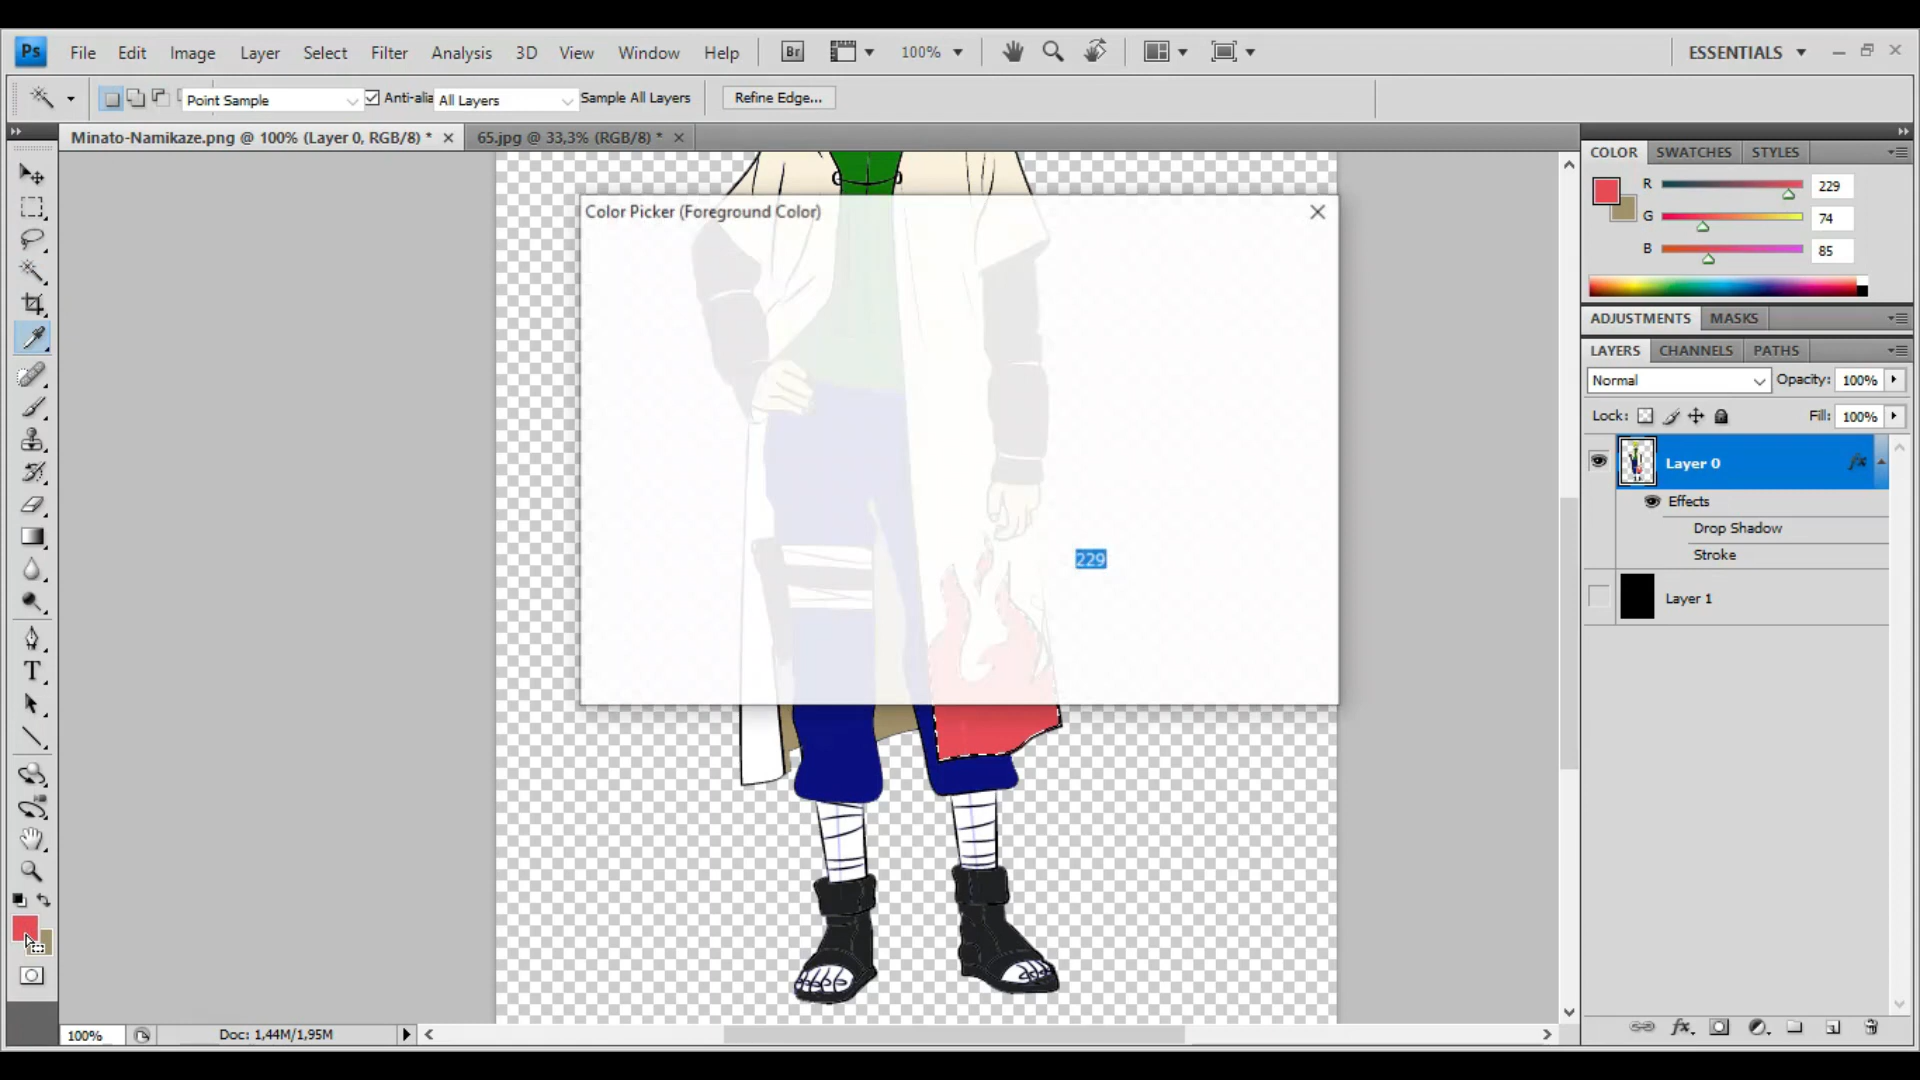 Ps File Edit Image Layer Select Filter Analysis 3D View Window Help Br 100% ESSENTIALS
Point Sample Anti-alia All Layers Sample All Layers Refine Edge...
Minato-Namikaze.png @ 100% (Layer 0, RGB/8) * 65.jpg @ 33,3% (RGB/8) *
COLOR SWATCHES STYLES
R 229
G 74
B 85
ADJUSTMENTS MASKS
LAYERS CHANNELS PATHS
Normal Opacity: 100%
Lock: Fill: 100%
Layer 0
Effects
Drop Shadow
Stroke
Layer 1
Color Picker (Foreground Color)
229
T
100% Doc: 1,44M/1,95M
fx